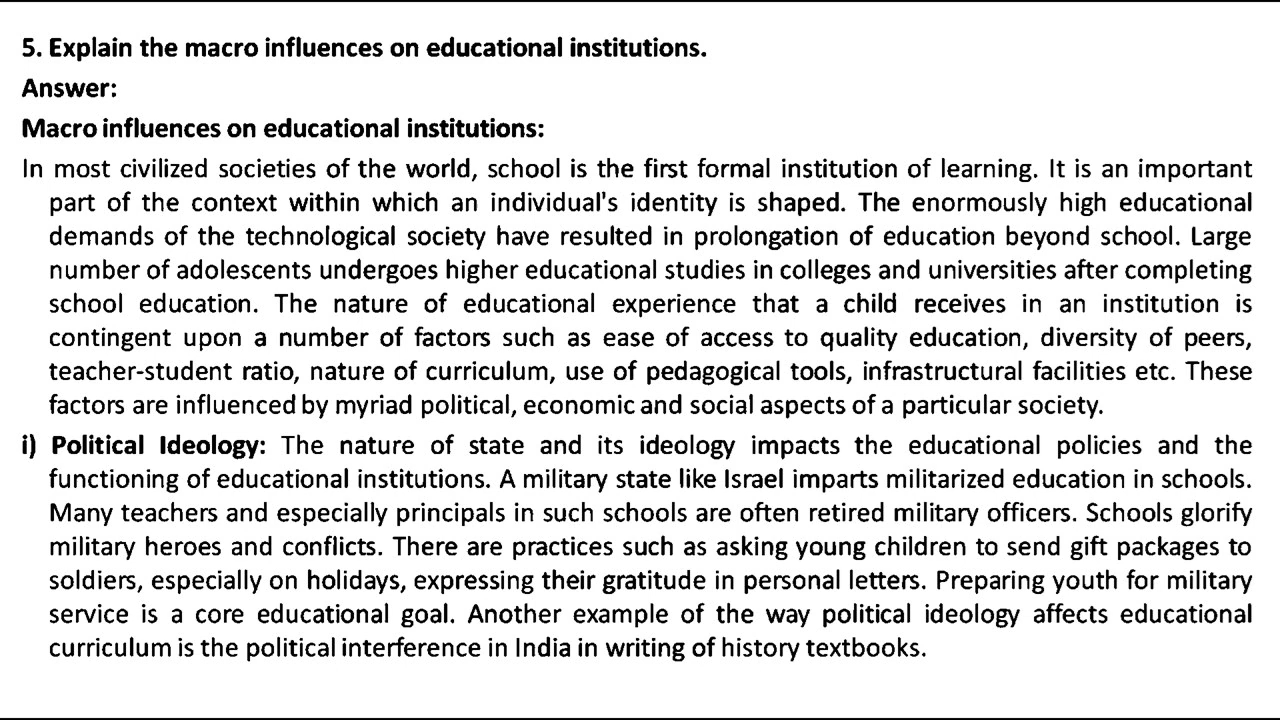 5. Explain the macro influences on educational institutions.
Answer:
Macro influences on educational institutions:
In most civilized societies of the world, school is the first formal institution of learning. It is an important
part of the context within which an individual's identity is shaped. The enormously high educational
demands of the technological society have resulted in prolongation of education beyond school. Large
number of adolescents undergoes higher educational studies in colleges and universities after completing
school education. The nature of educational experience that a child receives in an institution is
contingent upon a number of factors such as ease of access to quality education, diversity of peers,
teacher-student ratio, nature of curriculum, use of pedagogical tools, infrastructural facilities etc. These
factors are influenced by myriad political, economic and social aspects of a particular society.
i) Political Ideology: The nature of state and its ideology impacts the educational policies and the
functioning of educational institutions. A military state like Israel imparts militarized education in schools.
Many teachers and especially principals in such schools are often retired military officers. Schools glorify
military heroes and conflicts. There are practices such as asking young children to send gift packages to
soldiers, especially on holidays, expressing their gratitude in personal letters. Preparing youth for military
service is a core educational goal. Another example of the way political ideology affects educational
curriculum is the political interference in India in writing of history textbooks.